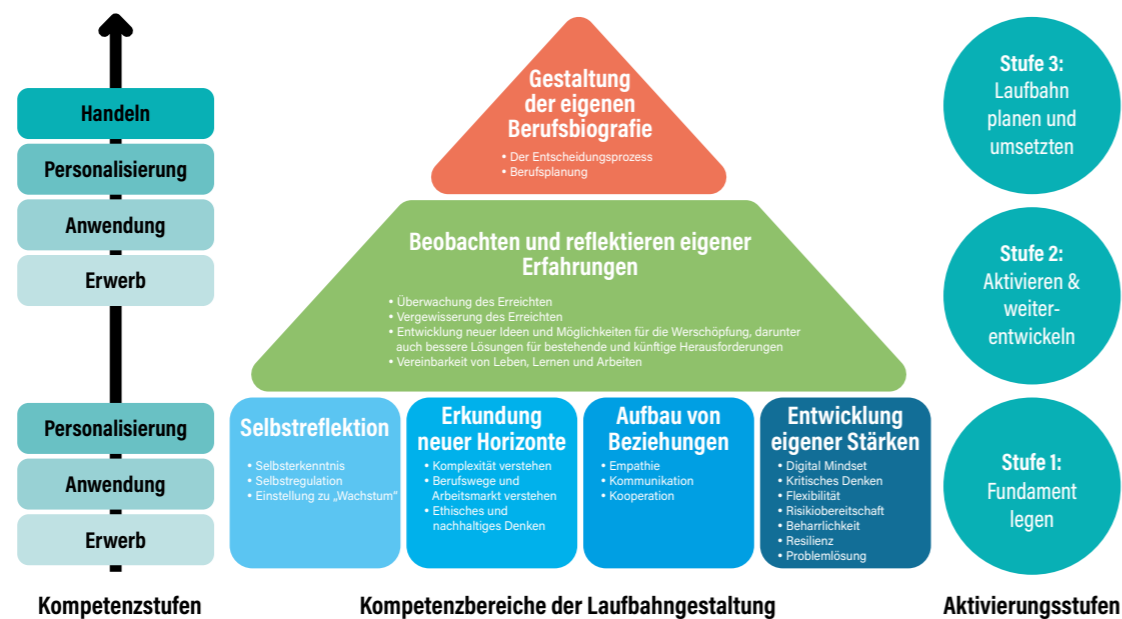 Handeln
Personalisierung
Anwendung
Erwerb
Personalisierung
Anwendung
Erwerb
Kompetenzstufen
Gestaltung
der eigenen
Berufsbiografie
• Der Entscheidungsprozess
• Berufsplanung
Beobachten und reflektieren eigener
Erfahrungen
• Überwachung des Erreichten
• Vergewisserung des Erreichten
• Entwicklung neuer Ideen und Möglichkeiten für die Werschöpfung, darunter
auch bessere Lösungen für bestehende und künftige Herausforderungen
• Vereinbarkeit von Leben, Lernen und Arbeiten
Selbstreflektion
• Selbsterkenntnis
• Selbstregulation
• Einstellung zu „Wachstum“
Erkundung
neuer Horizonte
• Komplexität verstehen
• Berufswege und
Arbeitsmarkt verstehen
• Ethisches und
nachhaltiges Denken
Aufbau von
Beziehungen
• Empathie
• Kommunikation
• Kooperation
Entwicklung
eigener Stärken
• Digital Mindset
• Kritisches Denken
• Flexibilität
• Risikiobereitschaft
• Beharrlichkeit
• Resilienz
• Problemlösung
Kompetenzbereiche der Laufbahngestaltung
Stufe 3:
Laufbahn
planen und
umsetzten
Stufe 2:
Aktivieren &
weiter-
entwickeln
Stufe 1:
Fundament
legen
Aktivierungsstufen